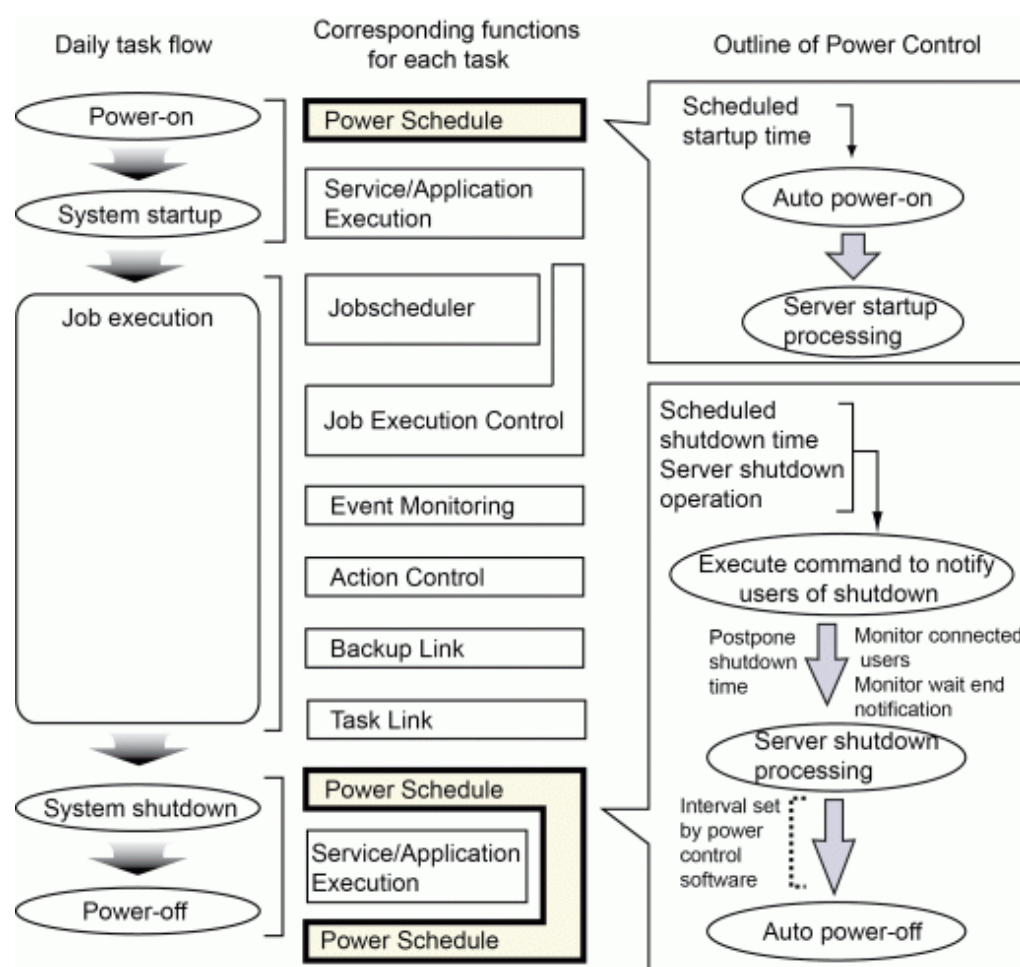 Daily task flow
Corresponding functions
for each task
Outline of Power Control
Power-on
System startup
Job execution
System shutdown
Power-off
Power Schedule
Service/Application
Execution
Jobscheduler
Job Execution Control
Event Monitoring
Action Control
Backup Link
Task Link
Power Schedule
Service/Application
Execution
Power Schedule
Scheduled
startup time
Auto power-on
Server startup
processing
Scheduled
shutdown time
Server shutdown
operation
Execute command to notify
users of shutdown
Postpone
shutdown
time
Monitor connected
users
Monitor wait end
notification
Server shutdown
processing
Interval set
by power
control
software
Auto power-off